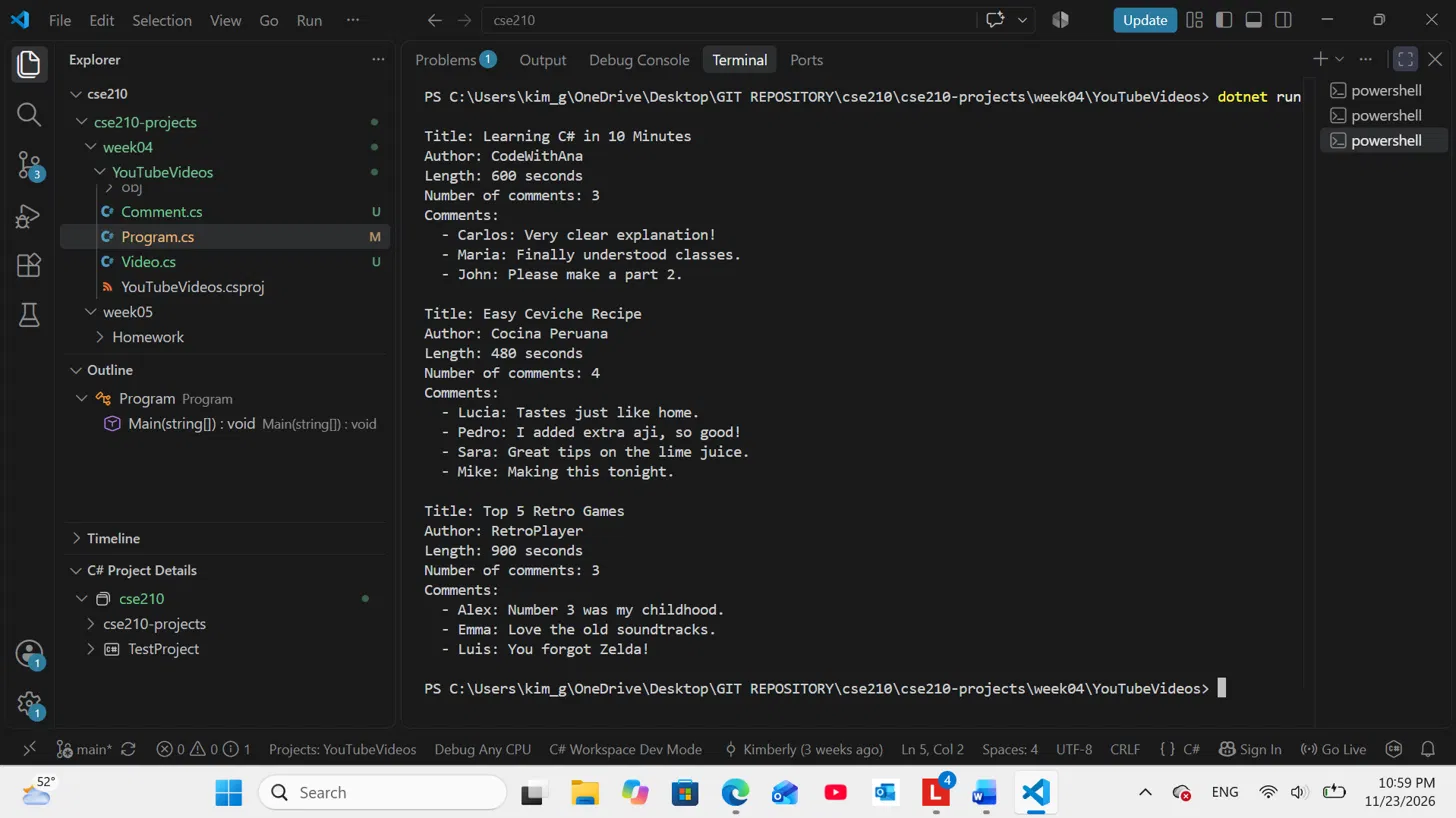 File Edit Selection View Go Run ··· cse210 Update
Explorer ···
cse210
cse210-projects
week04
YouTubeVideos
obj
Comment.cs U
Program.cs M
Video.cs U
YouTubeVideos.csproj
week05
Homework
Outline
Program Program
Main(string[]) : void Main(string[]) : void
Timeline
C# Project Details
cse210
cse210-projects
C# TestProject
3
1
1
Problems 1 Output Debug Console Terminal Ports
PS C:\Users\kim_g\OneDrive\Desktop\GIT REPOSITORY\cse210\cse210-projects\week04\YouTubeVideos> dotnet run
Title: Learning C# in 10 Minutes
Author: CodeWithAna
Length: 600 seconds
Number of comments: 3
Comments:
- Carlos: Very clear explanation!
- Maria: Finally understood classes.
- John: Please make a part 2.
Title: Easy Ceviche Recipe
Author: Cocina Peruana
Length: 480 seconds
Number of comments: 4
Comments:
- Lucia: Tastes just like home.
- Pedro: I added extra aji, so good!
- Sara: Great tips on the lime juice.
- Mike: Making this tonight.
Title: Top 5 Retro Games
Author: RetroPlayer
Length: 900 seconds
Number of comments: 3
Comments:
- Alex: Number 3 was my childhood.
- Emma: Love the old soundtracks.
- Luis: You forgot Zelda!
PS C:\Users\kim_g\OneDrive\Desktop\GIT REPOSITORY\cse210\cse210-projects\week04\YouTubeVideos>
powershell
powershell
powershell
main* 0 0 1 Projects: YouTubeVideos Debug Any CPU C# Workspace Dev Mode Kimberly (3 weeks ago) Ln 5, Col 2 Spaces: 4 UTF-8 CRLF { } C# Sign In Go Live
52° Search L 4 W ENG 10:59 PM
11/23/2026